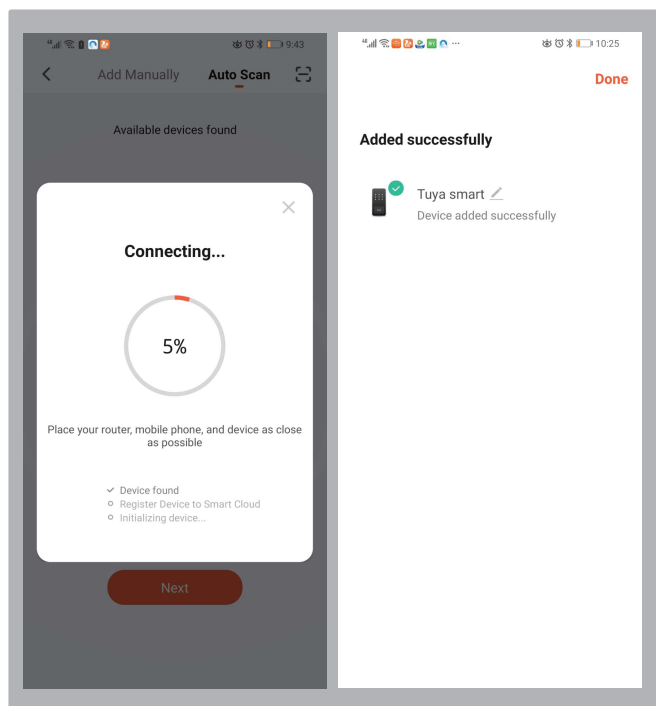 9:43
Add Manually
Auto Scan
Available devices found
Connecting...
5%
Place your router, mobile phone, and device as close
as possible
Device found
Register Device to Smart Cloud
Initializing device...
Next
10:25
Done
Added successfully
Tuya smart
Device added successfully